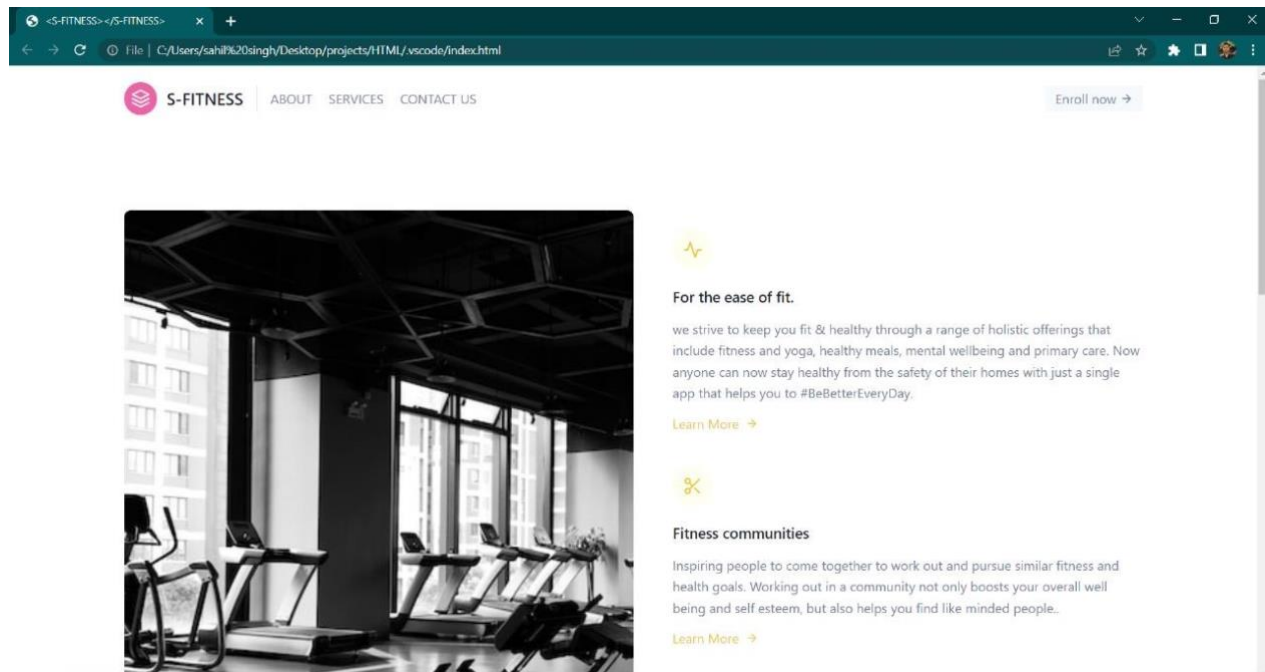 <S-FITNESS></S-FITNESS>
File | C:/Users/sahil%20singh/Desktop/projects/HTML/.vscode/index.html
S-FITNESS ABOUT SERVICES CONTACT US Enroll now →
For the ease of fit.
we strive to keep you fit & healthy through a range of holistic offerings that
include fitness and yoga, healthy meals, mental wellbeing and primary care. Now
anyone can now stay healthy from the safety of their homes with just a single
app that helps you to #BeBetterEveryDay.
Learn More →
Fitness communities
Inspiring people to come together to work out and pursue similar fitness and
health goals. Working out in a community not only boosts your overall well
being and self esteem, but also helps you find like minded people..
Learn More →